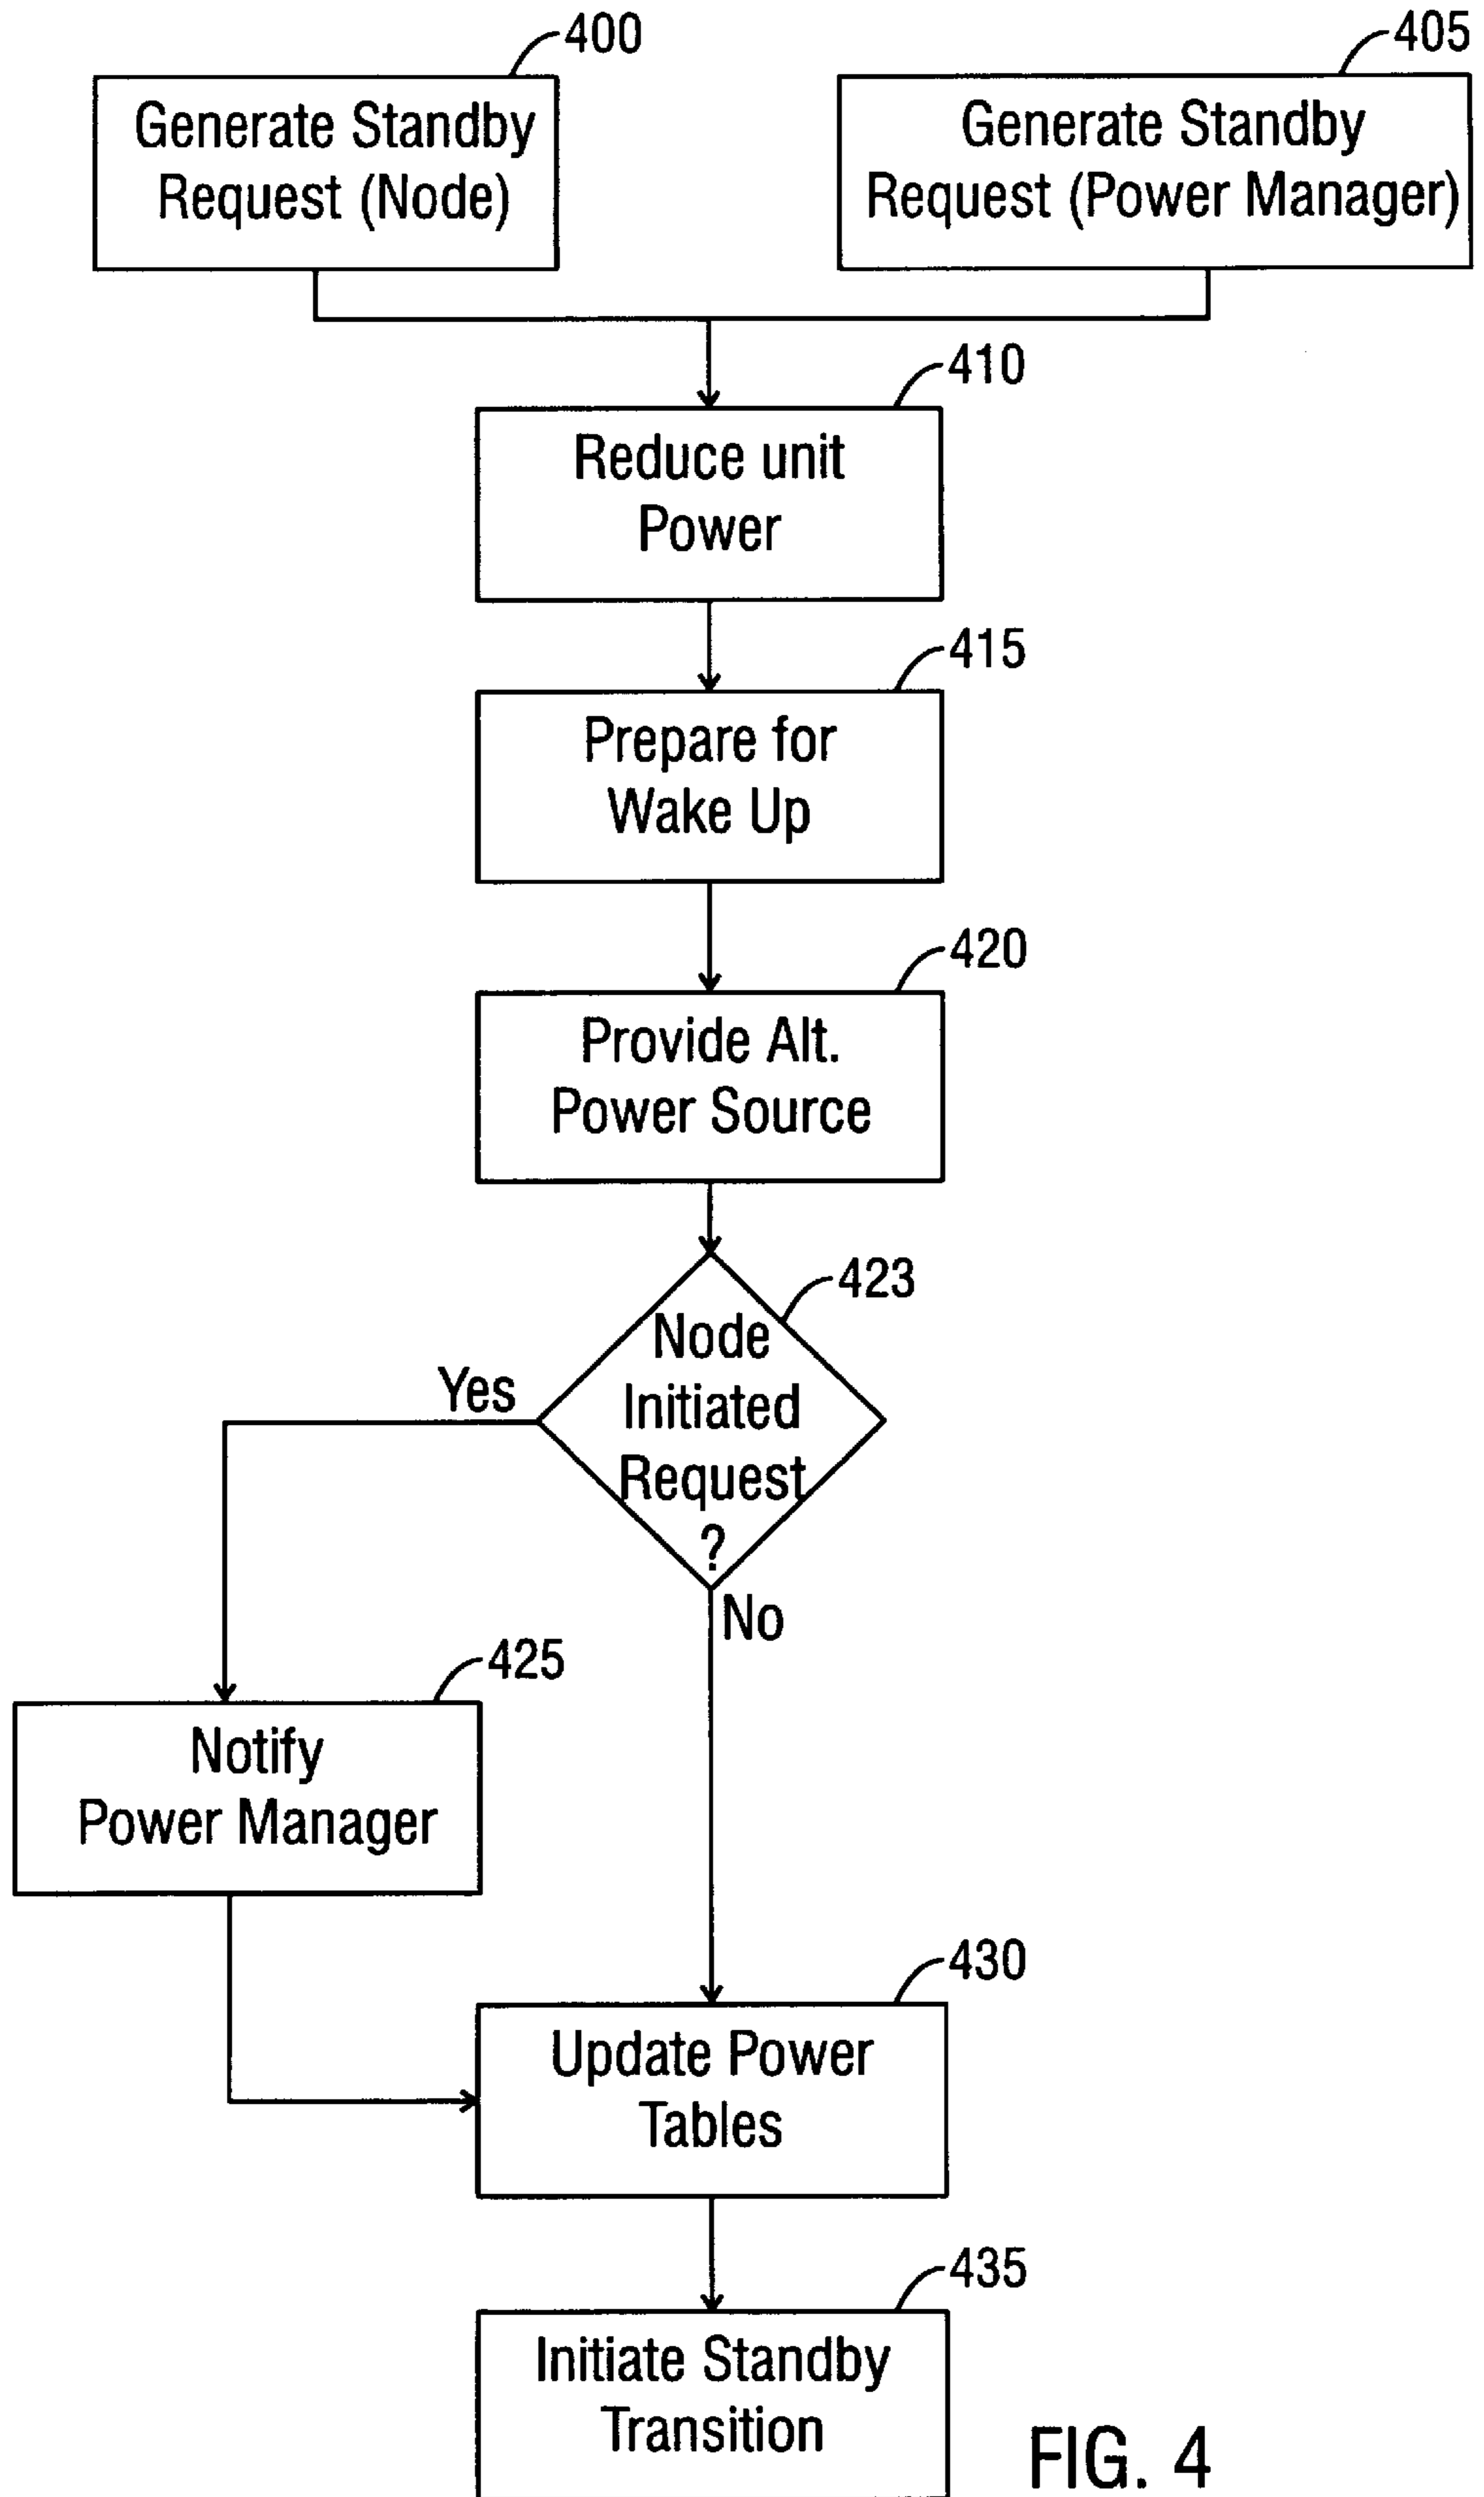 400
Generate Standby
Request (Node)
405
Generate Standby
Request (Power Manager)
410
Reduce unit
Power
415
Prepare for
Wake Up
420
Provide Alt.
Power Source
423
Node
Initiated
Request
?
Yes
No
425
Notify
Power Manager
430
Update Power
Tables
435
Initiate Standby
Transition
FIG. 4